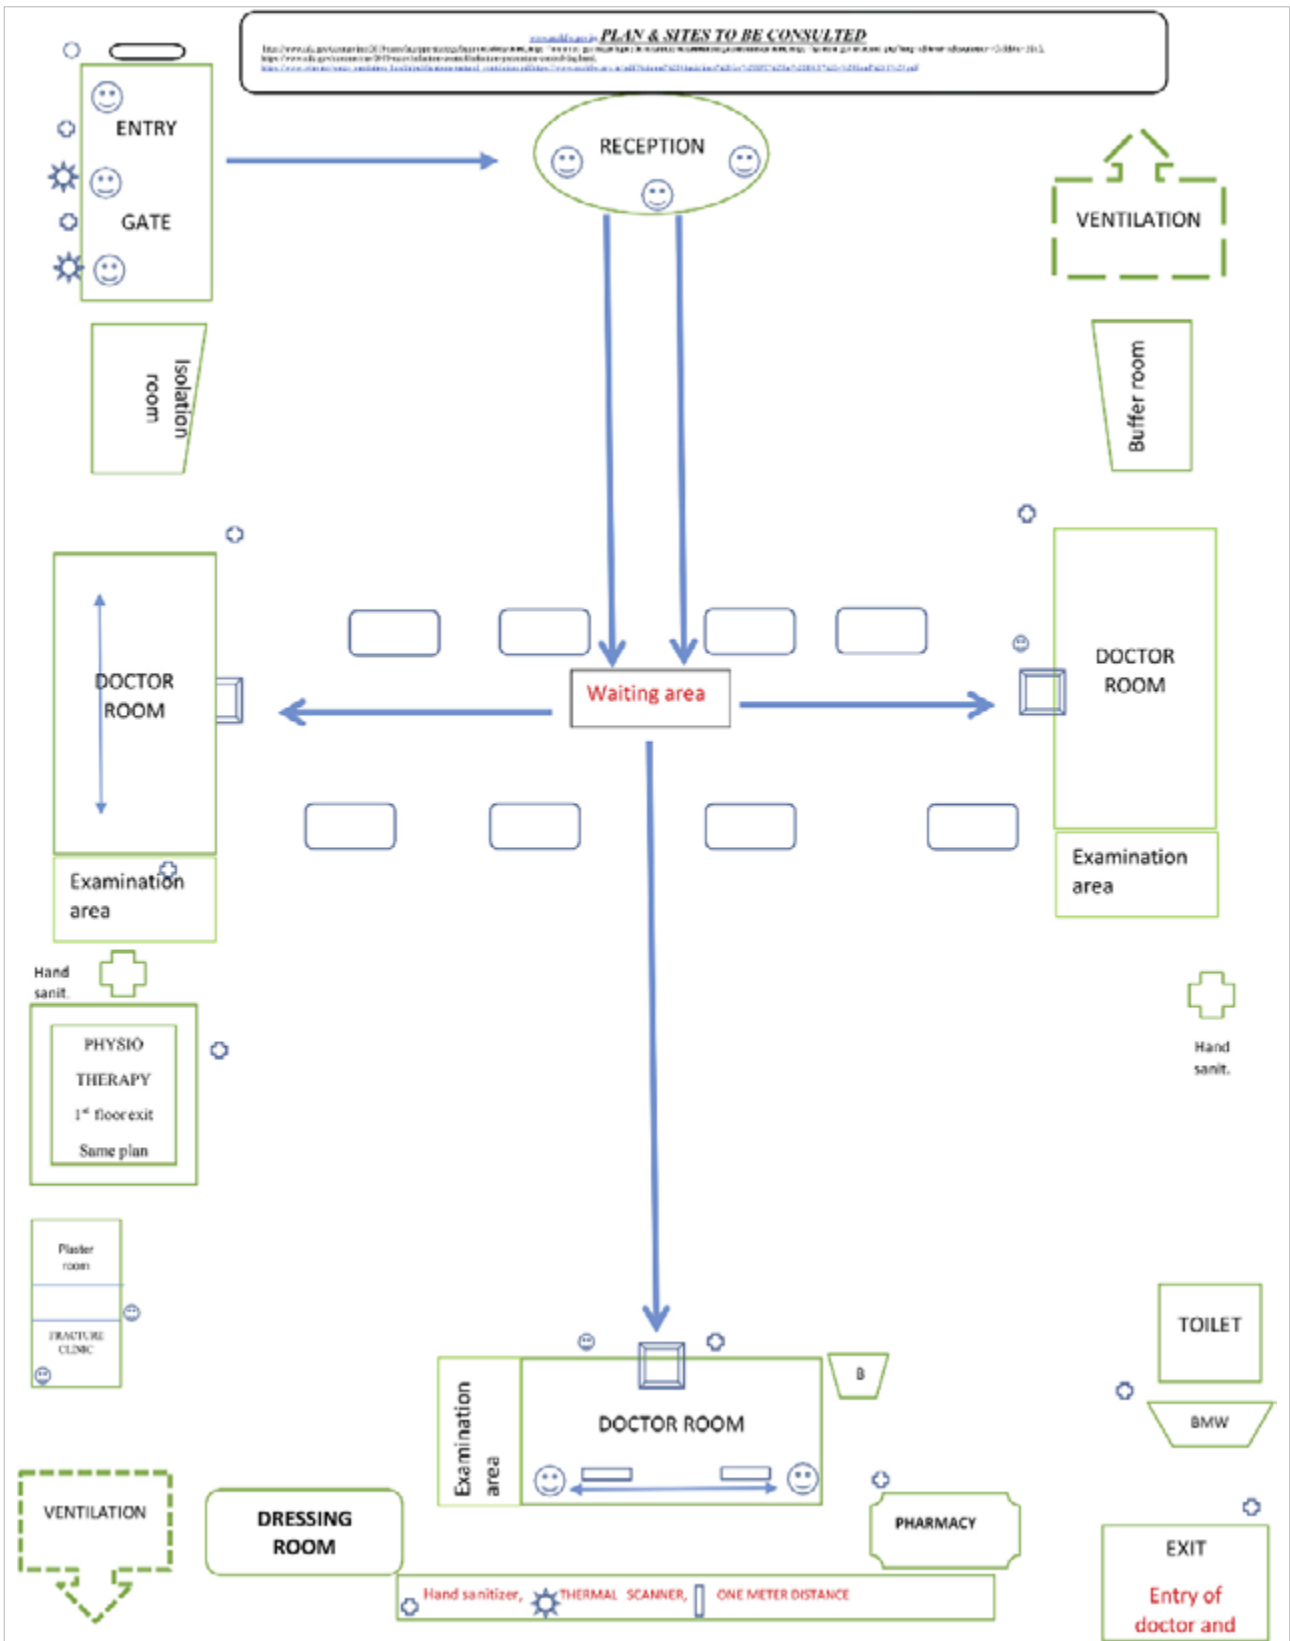 PLAN & SITES TO BE CONSULTED
ENTRY
GATE
RECEPTION
VENTILATION
Isolation
room
Buffer room
DOCTOR
ROOM
Waiting area
DOCTOR
ROOM
Examination
area
Examination
area
Hand
sanit.
Hand
sanit.
PHYSIO
THERAPY
1st floor exit
Same plan
Plaster
room
FRACTURE
CLINIC
TOILET
BMW
B
DOCTOR ROOM
Examination
area
VENTILATION
DRESSING
ROOM
PHARMACY
EXIT
Entry of
doctor and
Hand sanitizer, THERMAL SCANNER, ONE METER DISTANCE